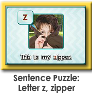 z
This is my zipper.
Sentence Puzzle:
Letter z, zipper